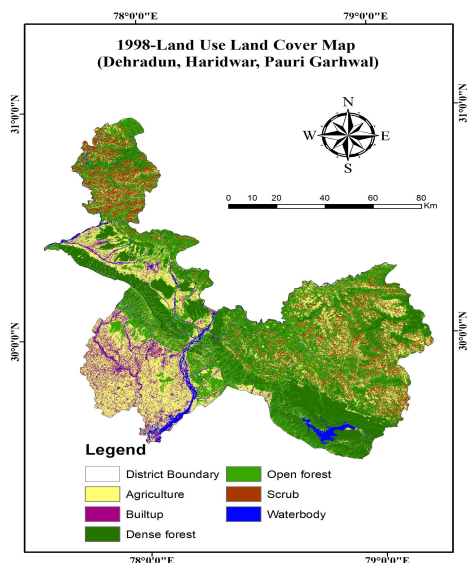 78°0'0"E 79°0'0"E
1998-Land Use Land Cover Map
(Dehradun, Haridwar, Pauri Garhwal)
31°0'0"N 31°0'0"N
N
W E
S
0 10 20 40 60 80
Km
30°0'0"N 30°0'0"N
Legend
District Boundary
Agriculture
Builtup
Dense forest
Open forest
Scrub
Waterbody
78°0'0"E 79°0'0"E